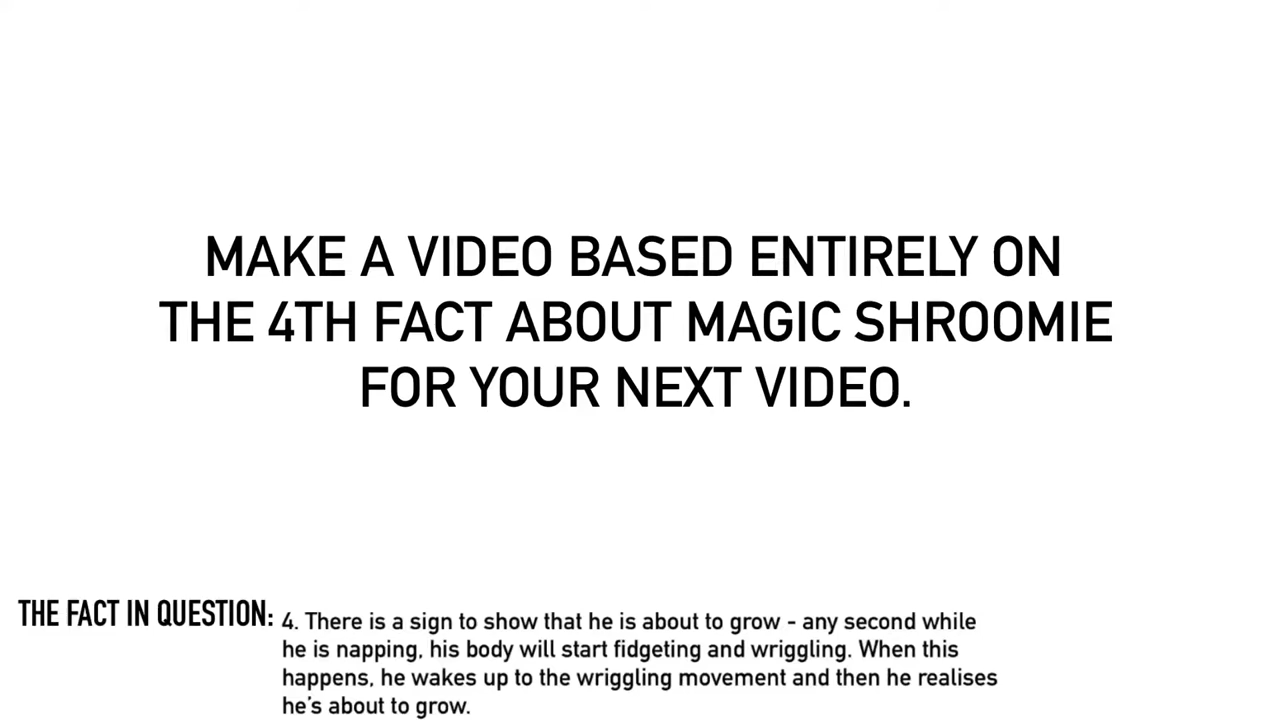 MAKE A VIDEO BASED ENTIRELY ON
THE 4TH FACT ABOUT MAGIC SHROOMIE
FOR YOUR NEXT VIDEO.
THE FACT IN QUESTION:
4. There is a sign to show that he is about to grow - any second while
he is napping, his body will start fidgeting and wriggling. When this
happens, he wakes up to the wriggling movement and then he realises
he's about to grow.